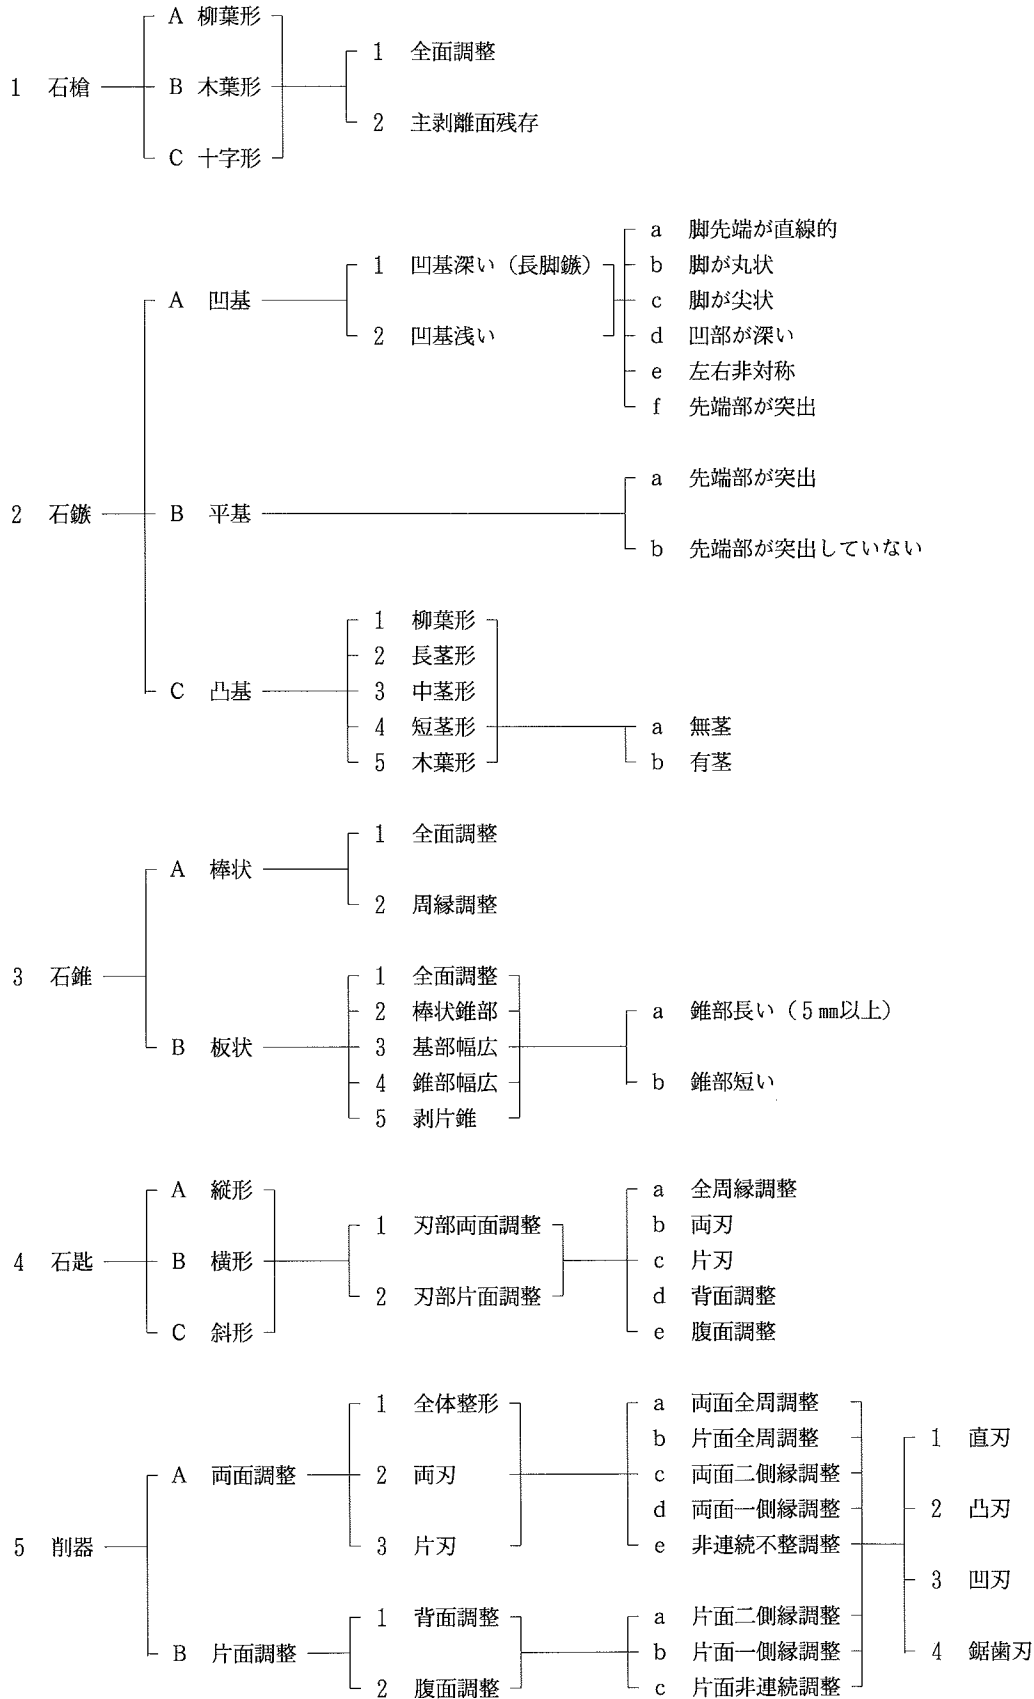 A 柳葉形
1 全面調整
1 石槍 B 木葉形
2 主剥離面残存
C 十字形
a 脚先端が直線的
1 凹基深い（長脚鏃） b 脚が丸状
A 凹基 c 脚が尖状
2 凹基浅い d 凹部が深い
e 左右非対称
f 先端部が突出
a 先端部が突出
2 石鏃 B 平基
b 先端部が突出していない
1 柳葉形
2 長茎形
C 凸基 3 中茎形
4 短茎形 a 無茎
5 木葉形 b 有茎
1 全面調整
A 棒状
2 周縁調整
3 石錐 1 全面調整
2 棒状錐部 a 錐部長い（5㎜以上）
B 板状 3 基部幅広
4 錐部幅広 b 錐部短い
5 剥片錐
A 縦形 a 全周縁調整
1 刃部両面調整 b 両刃
4 石匙 B 横形 c 片刃
2 刃部片面調整 d 背面調整
C 斜形 e 腹面調整
1 全体整形 a 両面全周調整
b 片面全周調整 1 直刃
A 両面調整 2 両刃 c 両面二側縁調整
d 両面一側縁調整 2 凸刃
5 削器 3 片刃 e 非連続不整調整
3 凹刃
1 背面調整 a 片面二側縁調整
B 片面調整 b 片面一側縁調整 4 鋸歯刃
2 腹面調整 c 片面非連続調整